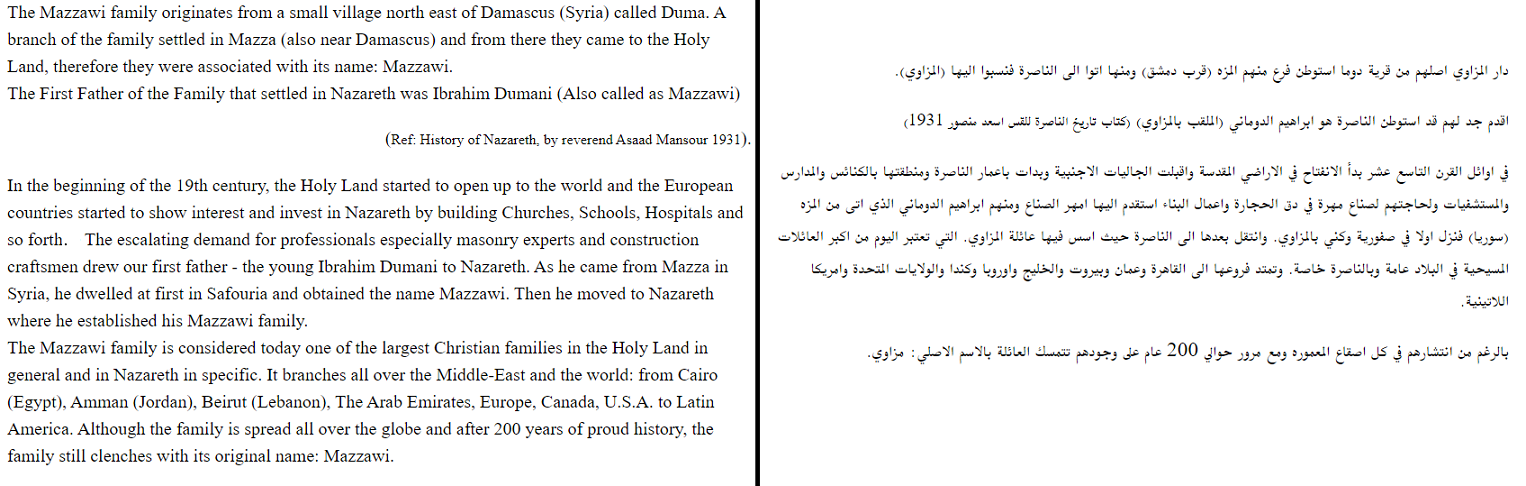 The Mazzawi family originates from a small village north east of Damascus (Syria) called Duma. A
branch of the family settled in Mazza (also near Damascus) and from there they came to the Holy
Land, therefore they were associated with its name: Mazzawi.
The First Father of the Family that settled in Nazareth was Ibrahim Dumani (Also called as Mazzawi)
(Ref: History of Nazareth, by reverend Asaad Mansour 1931).
In the beginning of the 19th century, the Holy Land started to open up to the world and the European
countries started to show interest and invest in Nazareth by building Churches, Schools, Hospitals and
so forth. The escalating demand for professionals especially masonry experts and construction
craftsmen drew our first father - the young Ibrahim Dumani to Nazareth. As he came from Mazza in
Syria, he dwelled at first in Safouria and obtained the name Mazzawi. Then he moved to Nazareth
where he established his Mazzawi family.
The Mazzawi family is considered today one of the largest Christian families in the Holy Land in
general and in Nazareth in specific. It branches all over the Middle-East and the world: from Cairo
(Egypt), Amman (Jordan), Beirut (Lebanon), The Arab Emirates, Europe, Canada, U.S.A. to Latin
America. Although the family is spread all over the globe and after 200 years of proud history, the
family still clenches with its original name: Mazzawi.
دار المزاوي اصلهم من قرية دوما استوطن فرع منهم المزه (قرب دمشق) ومنها اتوا الى الناصرة فنسبوا اليها (المزاوي).
اقدم جد لهم قد استوطن الناصرة هو ابراهيم الدوماني (الملقب بالمزاوي) (كتاب تاريخ الناصرة للقس اسعد منصور 1931)
في اوائل القرن التاسع عشر بدأ الانفتاح في الاراضي المقدسة واقبلت الجاليات الاجنبية وبدات باعمار الناصرة ومنطقتها بالكنائس والمدارس
والمستشفيات ولحاجتهم لصناع مهرة في دق الحجارة واعمال البناء استقدم اليها امهر الصناع ومنهم ابراهيم الدوماني الذي اتى من المزه
(سوريا) فنزل اولا في صفورية وكني بالمزاوي. وانتقل بعدها الى الناصرة حيث اسس فيها عائلة المزاوي. التي تعتبر اليوم من اكبر العائلات
المسيحية في البلاد عامة وبالناصرة خاصة. وتمتد فروعها الى القاهرة وعمان وبيروت والخليج واوروبا وكندا والولايات المتحدة وامريكا
اللاتينية.
بالرغم من انتشارهم في كل اصقاع المعموره ومع مرور حوالي 200 عام على وجودهم تتمسك العائلة بالاسم الاصلي: مزاوي.